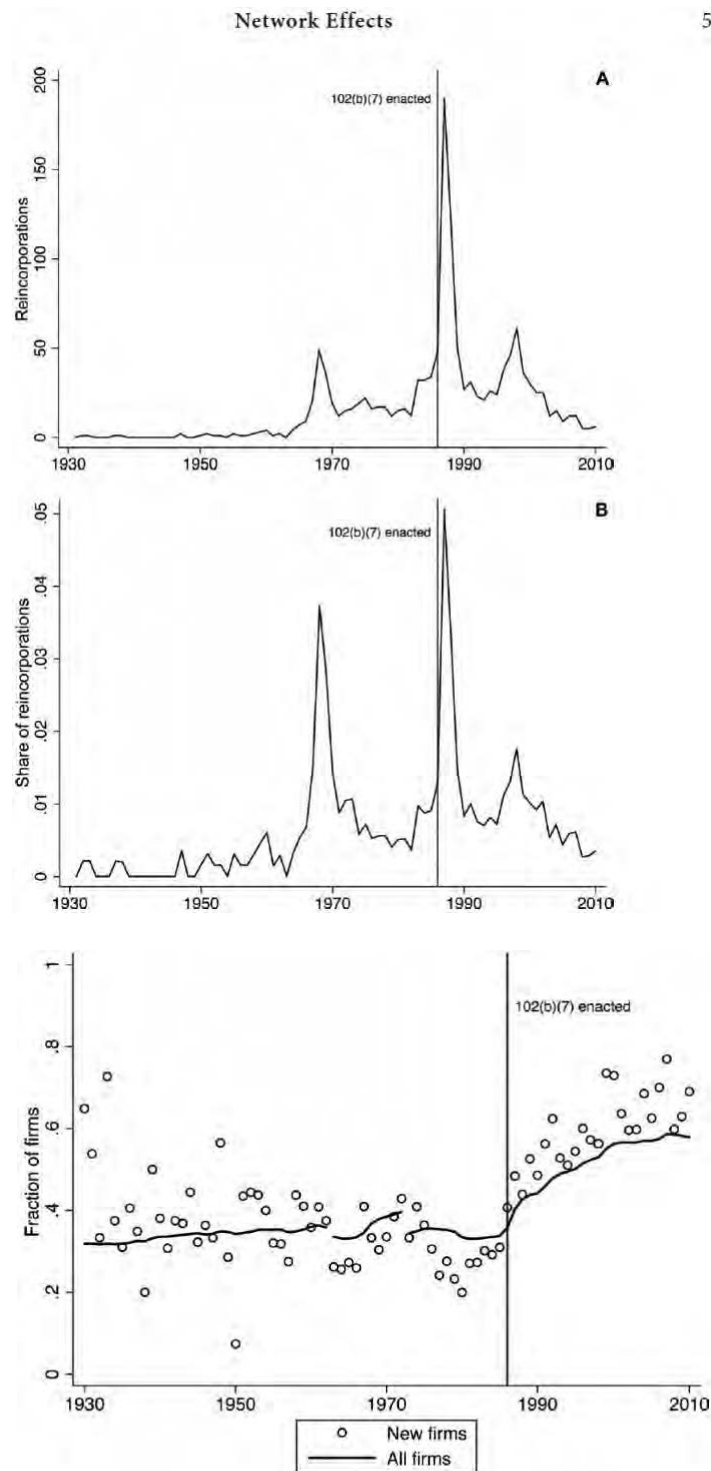 Network Effects 5
A
102(b)(7) enacted
Reincorporations
200
150
100
50
0
1930 1950 1970 1990 2010
B
102(b)(7) enacted
Share of reincorporations
.05
.04
.03
.02
.01
.0
1930 1950 1970 1990 2010
102(b)(7) enacted
Fraction of firms
1
.8
.6
.4
.2
0
1930 1950 1970 1990 2010
New firms
All firms